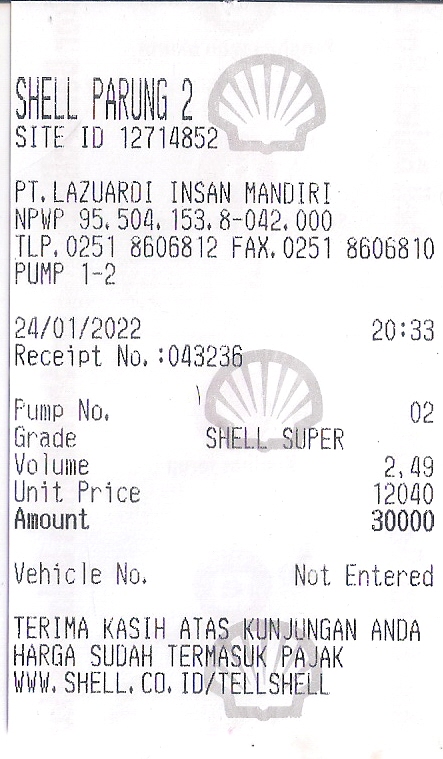 SHELL PARUNG 2
SITE ID 12714852
PT.LAZUARDI INSAN MANDIRI
NPWP 95.504.153.8-042.000
TLP.0251 8606812 FAX.0251 8606810
PUMP 1-2
24/01/2022 20:33
Receipt No.:043236
Pump No. 02
Grade SHELL SUPER
Volume 2,49
Unit Price 12040
Amount 30000
Vehicle No. Not Entered
TERIMA KASIH ATAS KUNJUNGAN ANDA
HARGA SUDAH TERMASUK PAJAK
WWW.SHELL.CO.ID/TELLSHELL